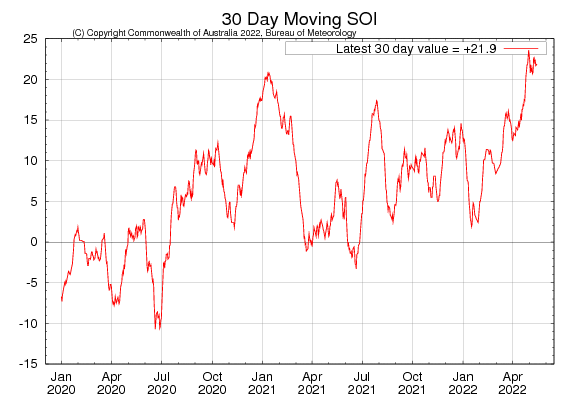 30 Day Moving SOI
(C) Copyright Commonwealth of Australia 2022, Bureau of Meteorology
Latest 30 day value = +21.9
25
20
15
10
5
0
-5
-10
-15
Jan Apr Jul Oct Jan Apr Jul Oct Jan Apr
2020 2020 2020 2020 2021 2021 2021 2021 2022 2022